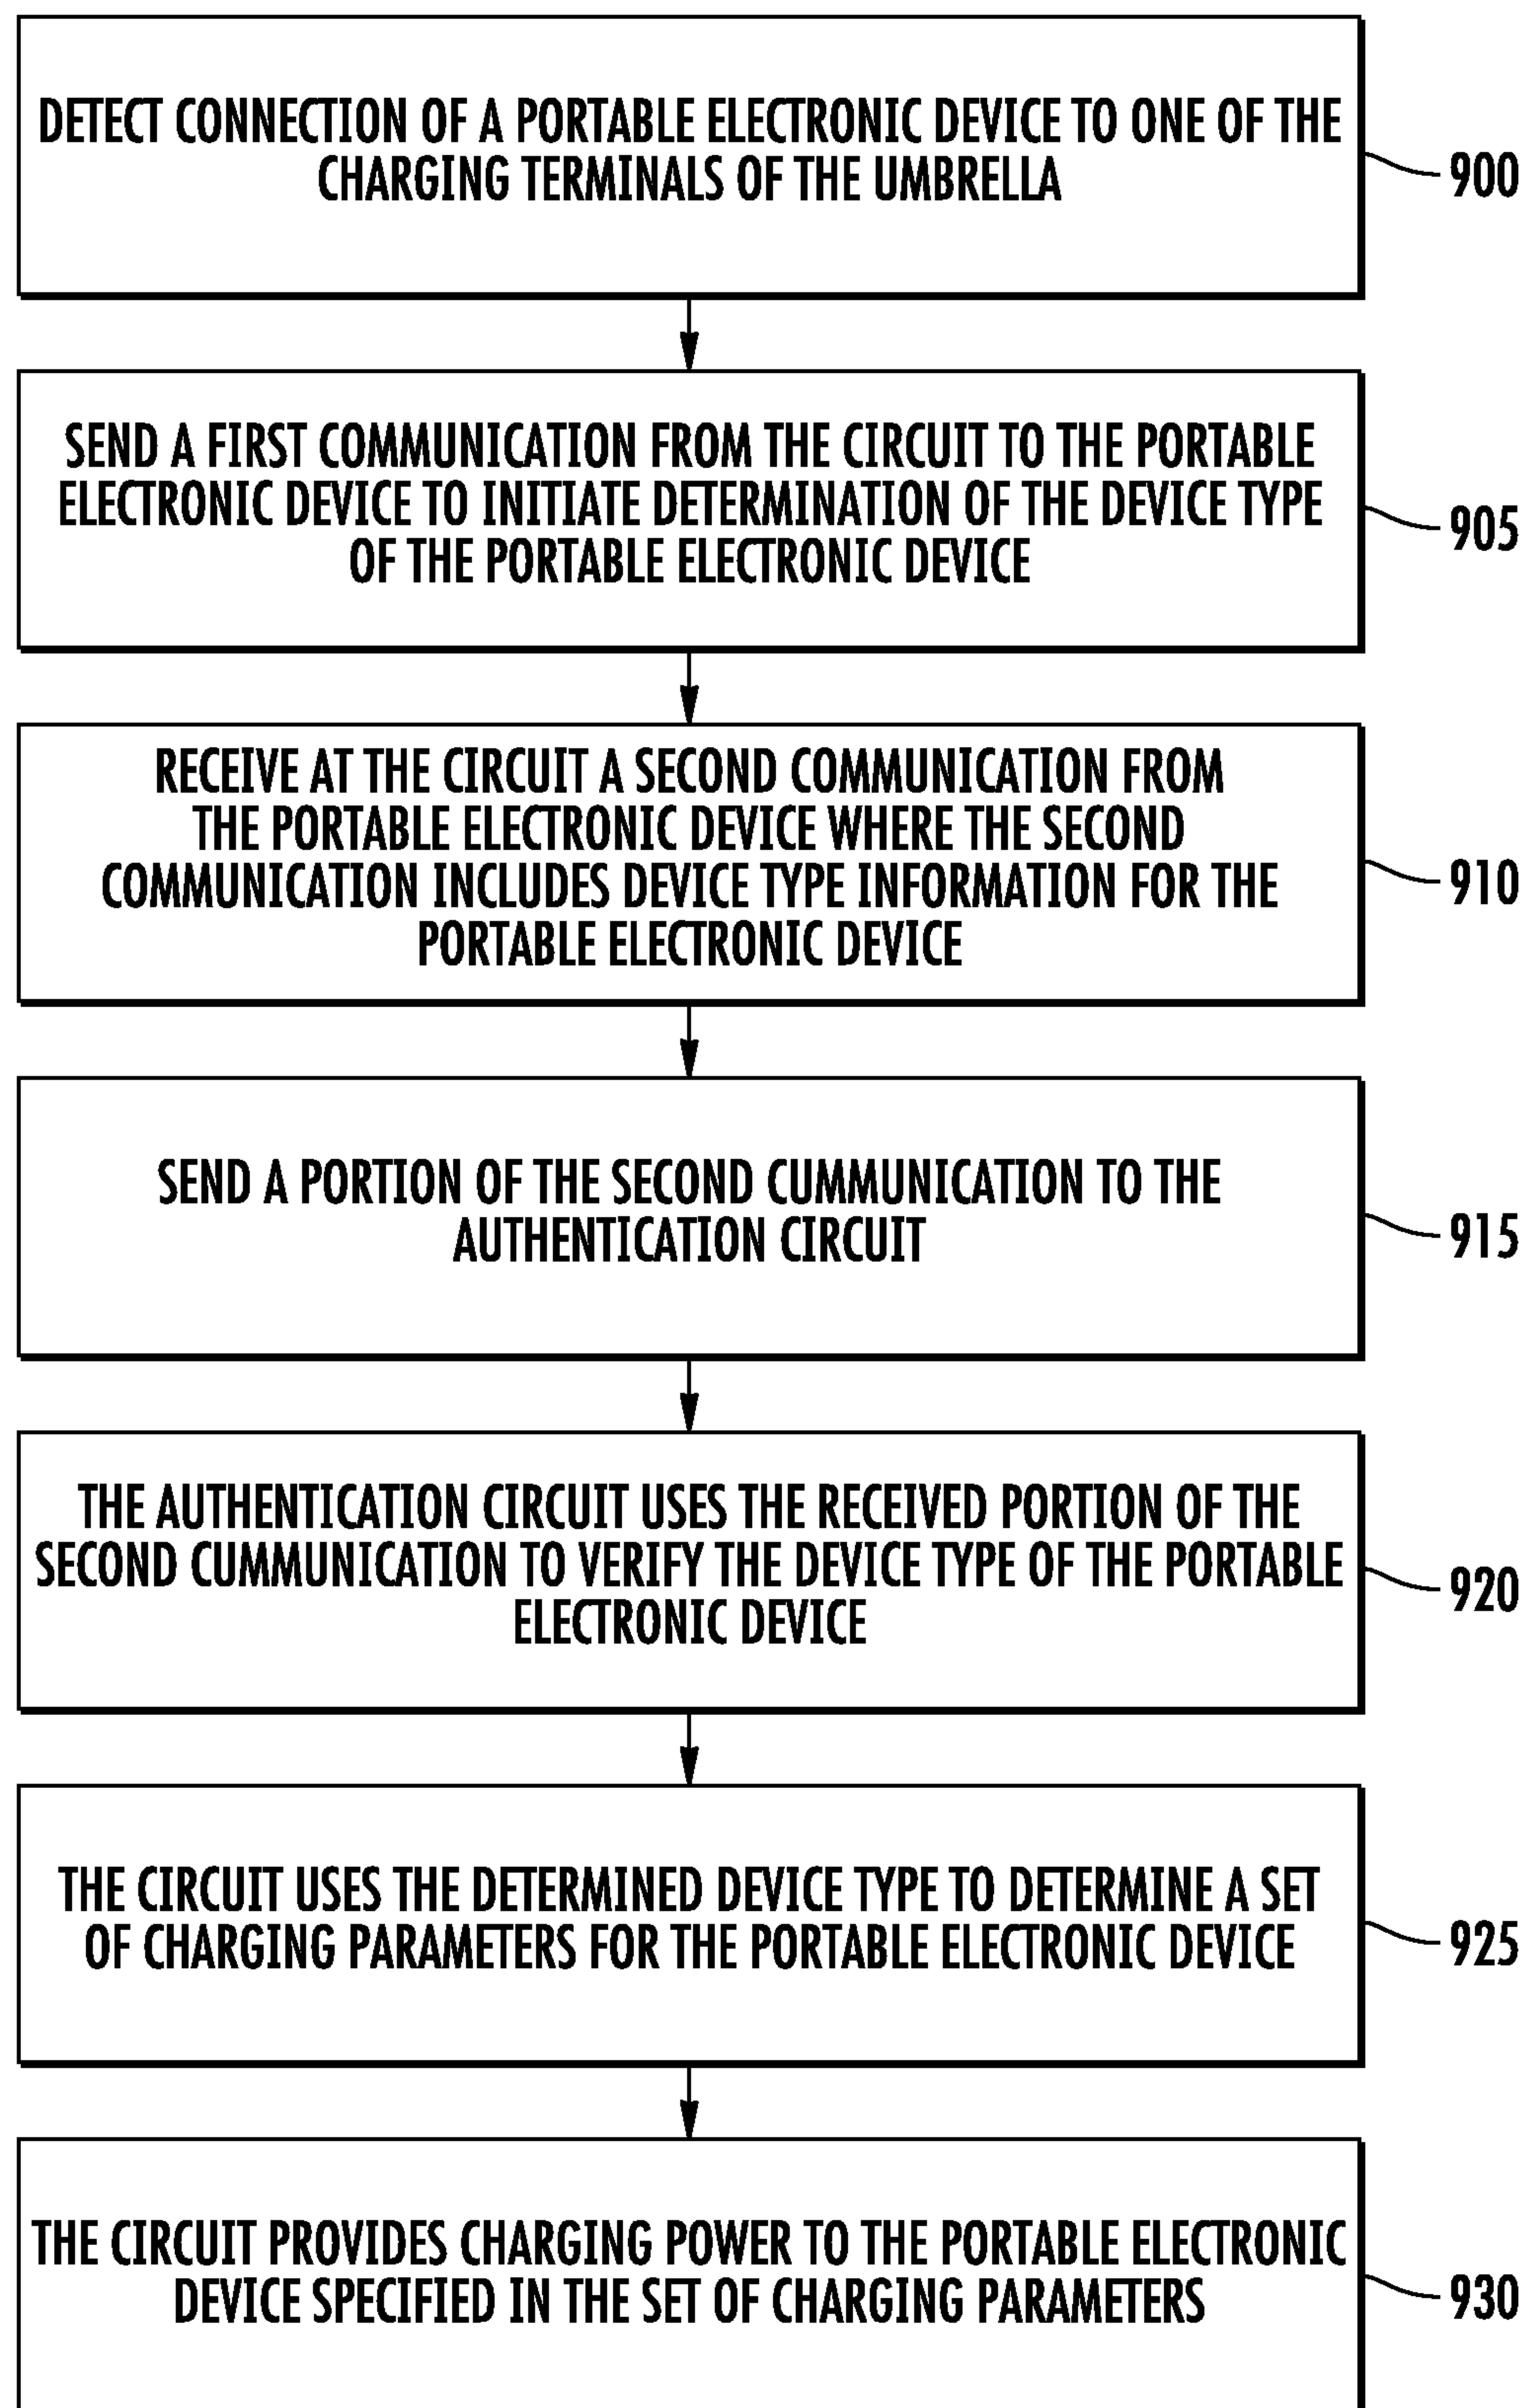 DETECT CONNECTION OF A PORTABLE ELECTRONIC DEVICE TO ONE OF THE
CHARGING TERMINALS OF THE UMBRELLA
900
SEND A FIRST COMMUNICATION FROM THE CIRCUIT TO THE PORTABLE
ELECTRONIC DEVICE TO INITIATE DETERMINATION OF THE DEVICE TYPE
OF THE PORTABLE ELECTRONIC DEVICE
905
RECEIVE AT THE CIRCUIT A SECOND COMMUNICATION FROM
THE PORTABLE ELECTRONIC DEVICE WHERE THE SECOND
COMMUNICATION INCLUDES DEVICE TYPE INFORMATION FOR THE
PORTABLE ELECTRONIC DEVICE
910
SEND A PORTION OF THE SECOND CUMMUNICATION TO THE
AUTHENTICATION CIRCUIT
915
THE AUTHENTICATION CIRCUIT USES THE RECEIVED PORTION OF THE
SECOND CUMMUNICATION TO VERIFY THE DEVICE TYPE OF THE PORTABLE
ELECTRONIC DEVICE
920
THE CIRCUIT USES THE DETERMINED DEVICE TYPE TO DETERMINE A SET
OF CHARGING PARAMETERS FOR THE PORTABLE ELECTRONIC DEVICE
925
THE CIRCUIT PROVIDES CHARGING POWER TO THE PORTABLE ELECTRONIC
DEVICE SPECIFIED IN THE SET OF CHARGING PARAMETERS
930